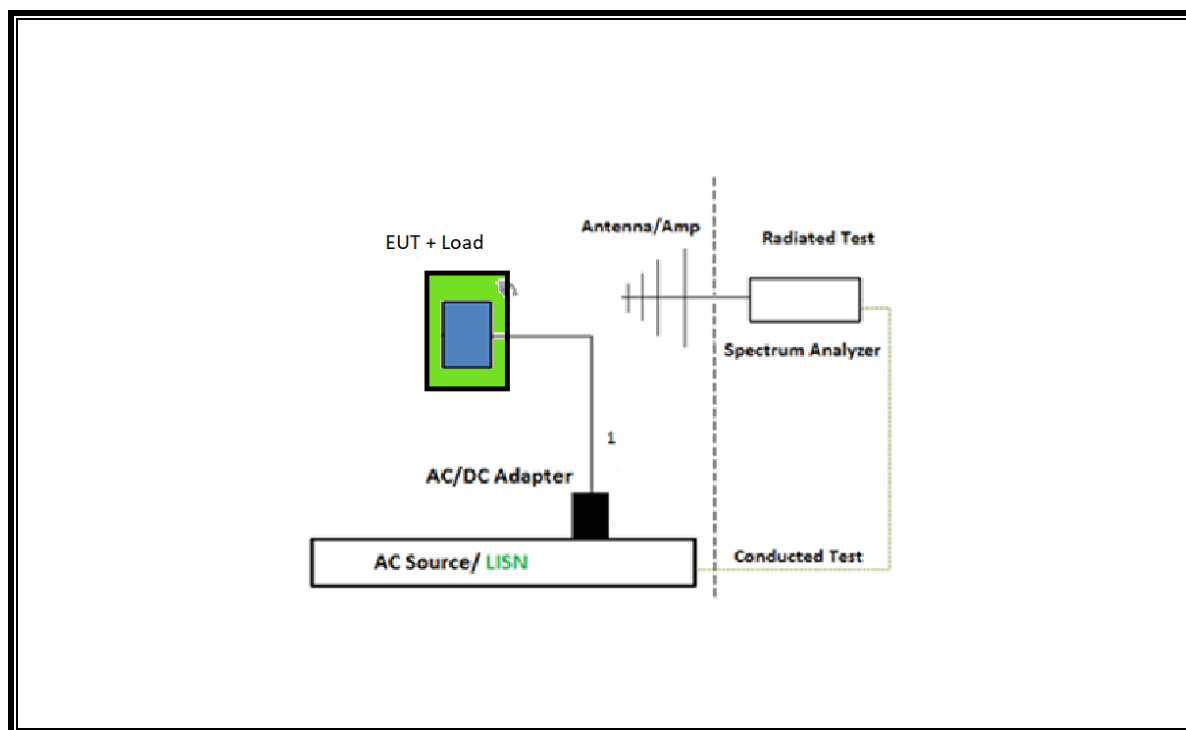 Antenna/Amp
Radiated Test
EUT + Load
Spectrum Analyzer
1
AC/DC Adapter
AC Source/ LISN
Conducted Test